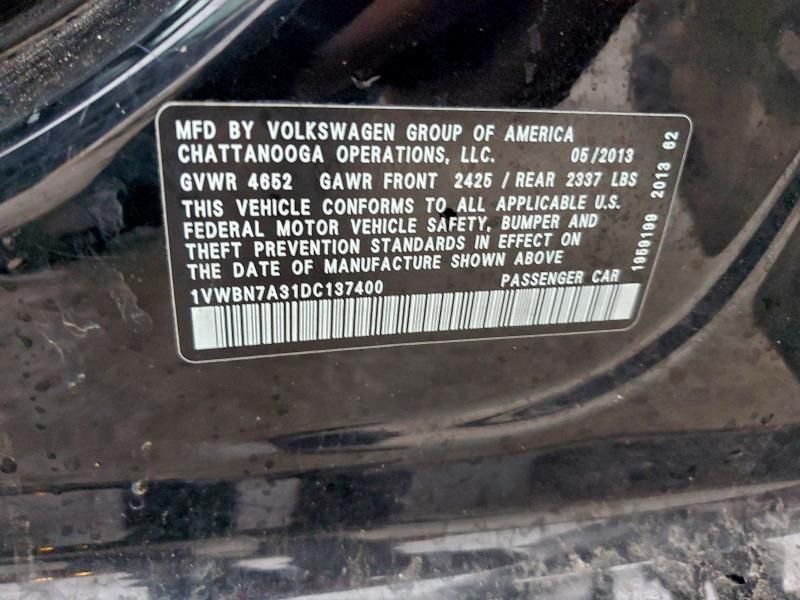 MFD BY VOLKSWAGEN GROUP OF AMERICA
CHATTANOOGA OPERATIONS, LLC. 05/2013
GVWR 4652 GAWR FRONT 2425 / REAR 2337 LBS
THIS VEHICLE CONFORMS TO ALL APPLICABLE U.S.
FEDERAL MOTOR VEHICLE SAFETY, BUMPER AND
THEFT PREVENTION STANDARDS IN EFFECT ON
THE DATE OF MANUFACTURE SHOWN ABOVE
1VWBN7A31DC137400 PASSENGER CAR
1969199 2013 62